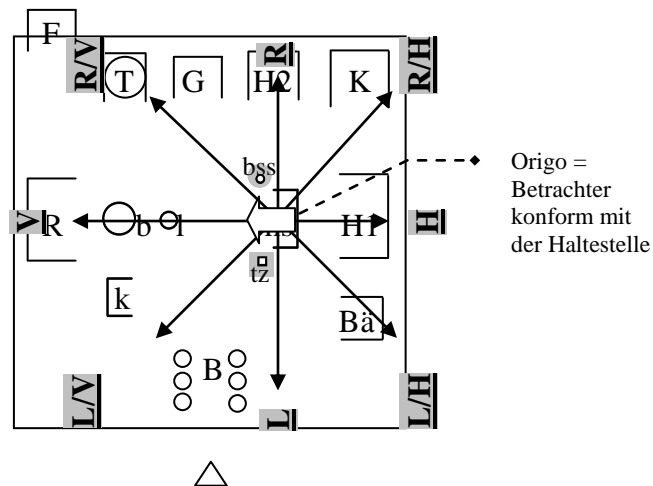 F
R/V
T
G
H2
R
K
R/H
bss
Origo =
Betrachter
konform mit
der Haltestelle
V
R
b
l
H1
H
tz
k
Bä
B
L/V
L
L/H